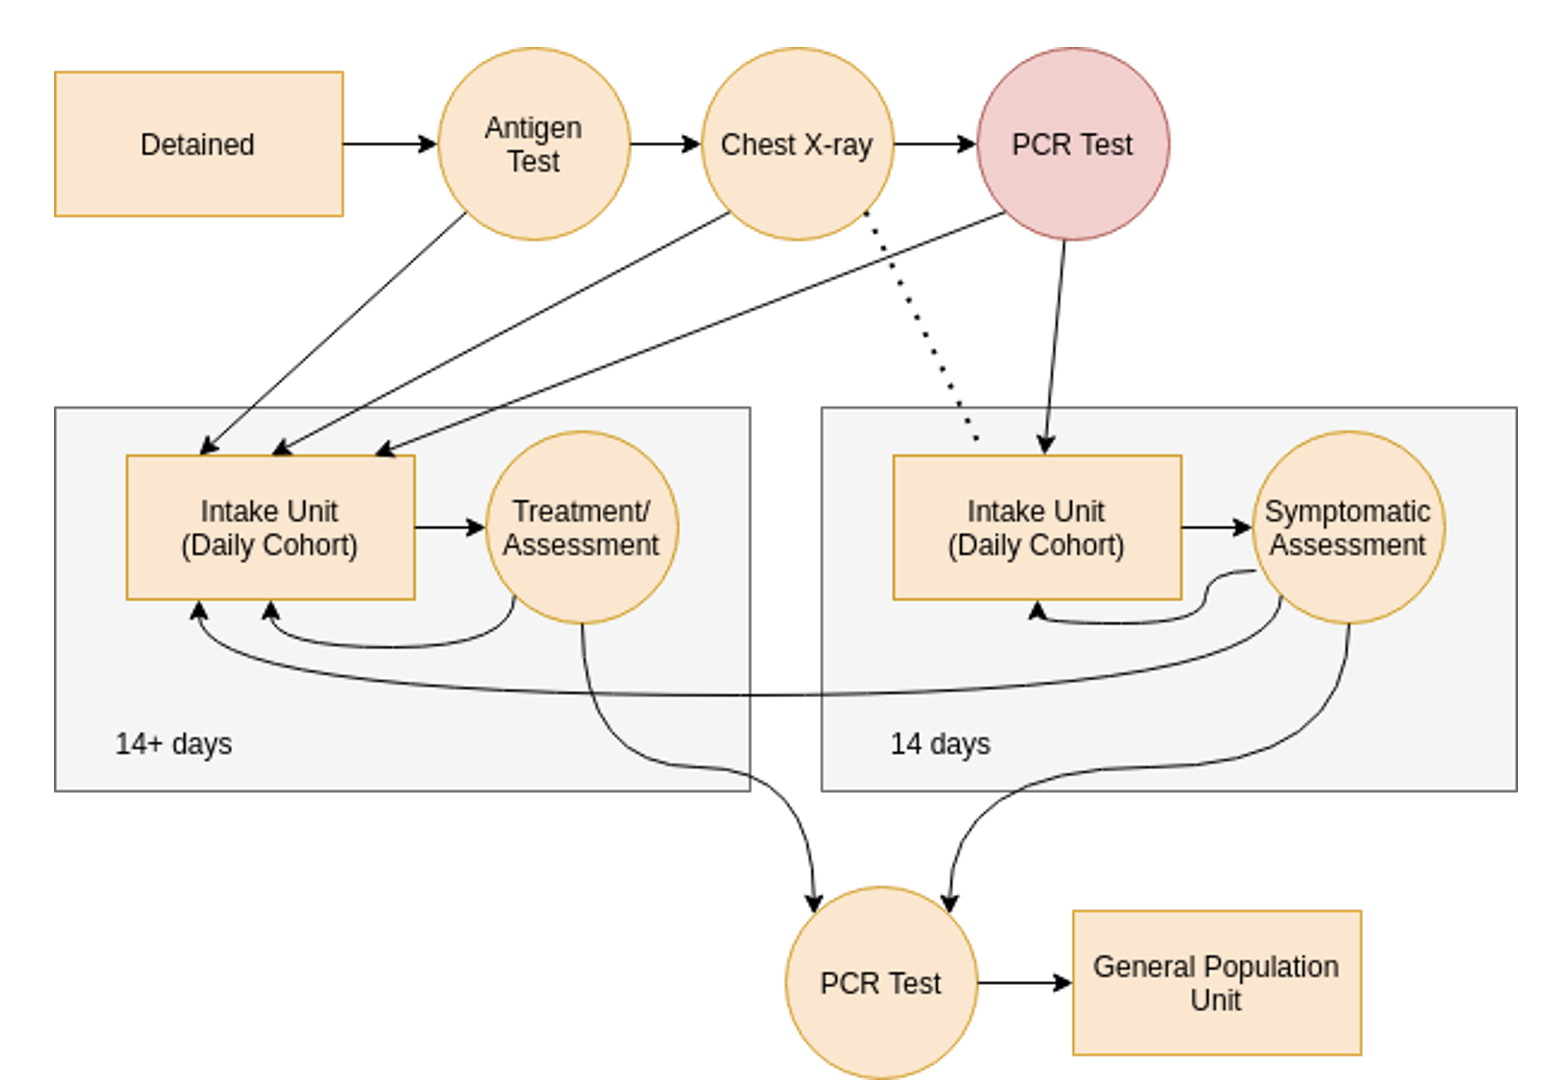 Detained
Antigen
Test
Chest X-ray
PCR Test
Intake Unit
(Daily Cohort)
Treatment/
Assessment
14+ days
Intake Unit
(Daily Cohort)
Symptomatic
Assessment
14 days
PCR Test
General Population
Unit